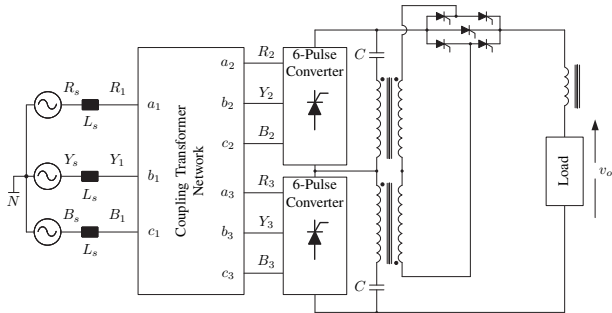 R_s
R_1
L_s
a_1
Y_s
Y_1
L_s
b_1
N
B_s
B_1
L_s
c_1
Coupling Transformer
Network
a_2
R_2
b_2
Y_2
c_2
B_2
a_3
R_3
b_3
Y_3
c_3
B_3
6-Pulse
Converter
6-Pulse
Converter
C
C
Load
v_o